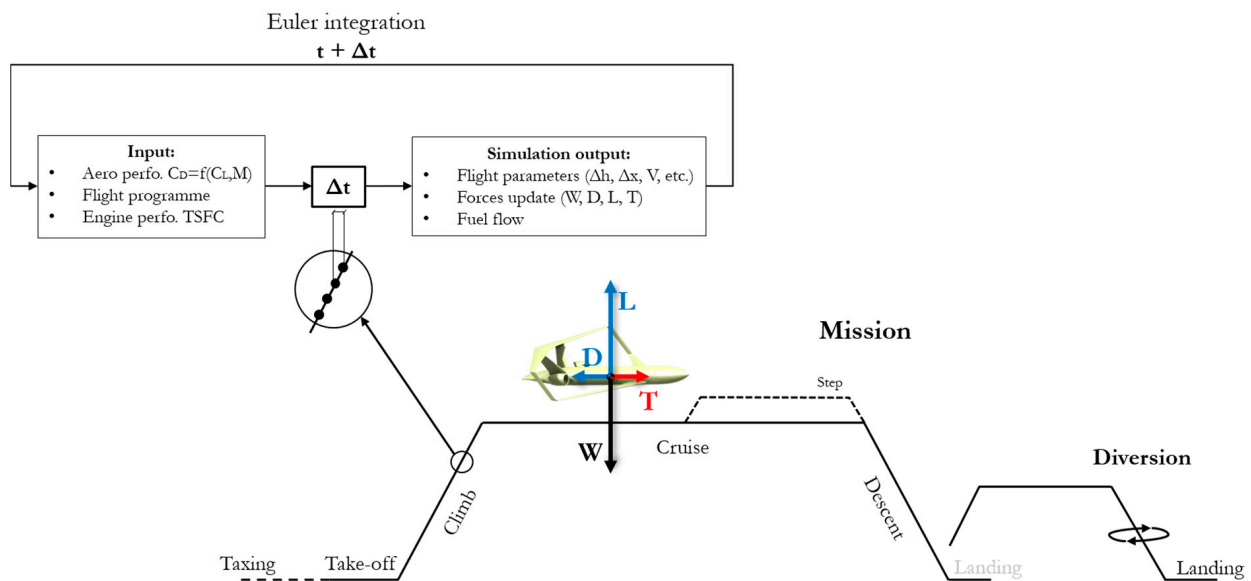 Euler integration
t + Δt
Input:
• Aero perfo. CD=f(CL,M)
• Flight programme
• Engine perfo. TSFC
Δt
Simulation output:
• Flight parameters (Δh, Δx, V, etc.)
• Forces update (W, D, L, T)
• Fuel flow
L
D
T
W
Mission
Step
Cruise
Climb
Descent
Diversion
Taxing
Take-off
Landing
Landing